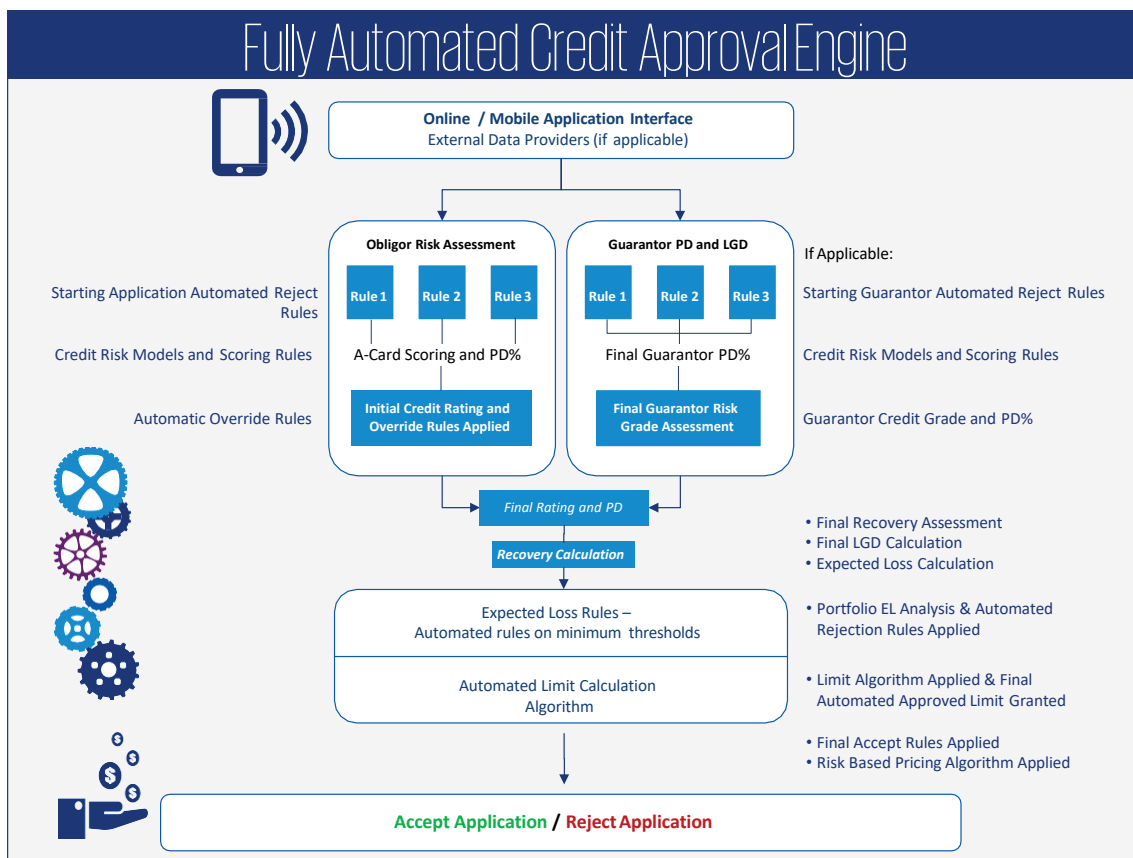 Fully Automated Credit Approval Engine
Online / Mobile Application Interface
External Data Providers (if applicable)
Obligor Risk Assessment
Rule 1
Rule 2
Rule 3
A-Card Scoring and PD%
Initial Credit Rating and
Override Rules Applied
Starting Application Automated Reject
Rules
Credit Risk Models and Scoring Rules
Automatic Override Rules
Guarantor PD and LGD
Rule 1
Rule 2
Rule 3
Final Guarantor PD%
Final Guarantor Risk
Grade Assessment
If Applicable:
Starting Guarantor Automated Reject Rules
Credit Risk Models and Scoring Rules
Guarantor Credit Grade and PD%
Final Rating and PD
Recovery Calculation
• Final Recovery Assessment
• Final LGD Calculation
• Expected Loss Calculation
Expected Loss Rules –
Automated rules on minimum thresholds
• Portfolio EL Analysis & Automated
Rejection Rules Applied
Automated Limit Calculation
Algorithm
• Limit Algorithm Applied & Final
Automated Approved Limit Granted
• Final Accept Rules Applied
• Risk Based Pricing Algorithm Applied
$
$
$
$
$
Accept Application / Reject Application